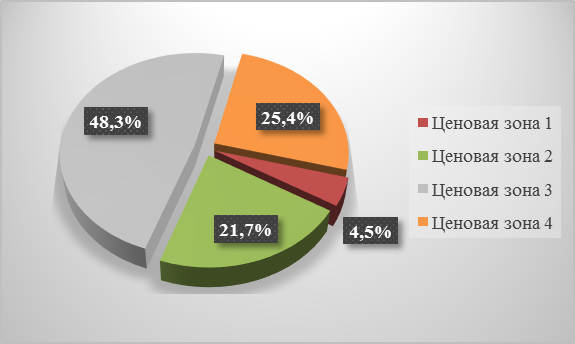 48,3%
25,4%
21,7%
4,5%
Ценовая зона 1
Ценовая зона 2
Ценовая зона 3
Ценовая зона 4